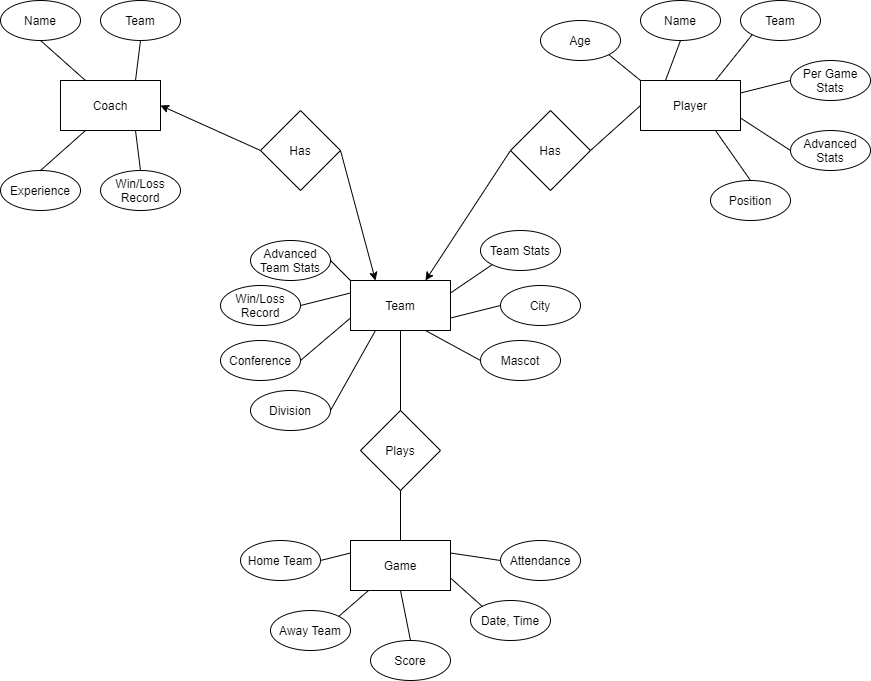 Name
Team
Name
Team
Age
Per Game
Stats
Coach
Player
Has
Has
Advanced
Stats
Experience
Win/Loss
Record
Position
Advanced
Team Stats
Team Stats
Win/Loss
Record
Team
City
Conference
Mascot
Division
Plays
Home Team
Game
Attendance
Away Team
Date, Time
Score